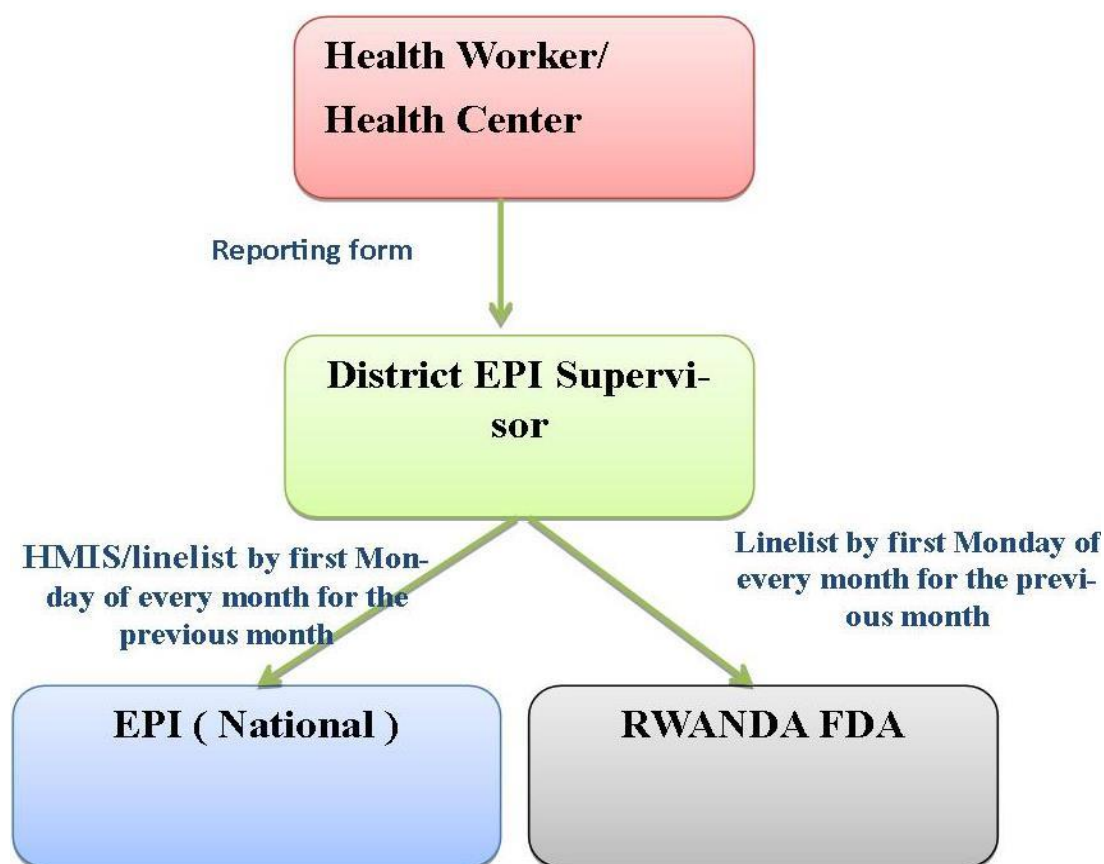 Health Worker/
Health Center
Reporting form
District EPI Supervi-
sor
HMIS/linelist by first Mon-
day of every month for the
previous month
Linelist by first Monday of
every month for the previ-
ous month
EPI ( National )
RWANDA FDA